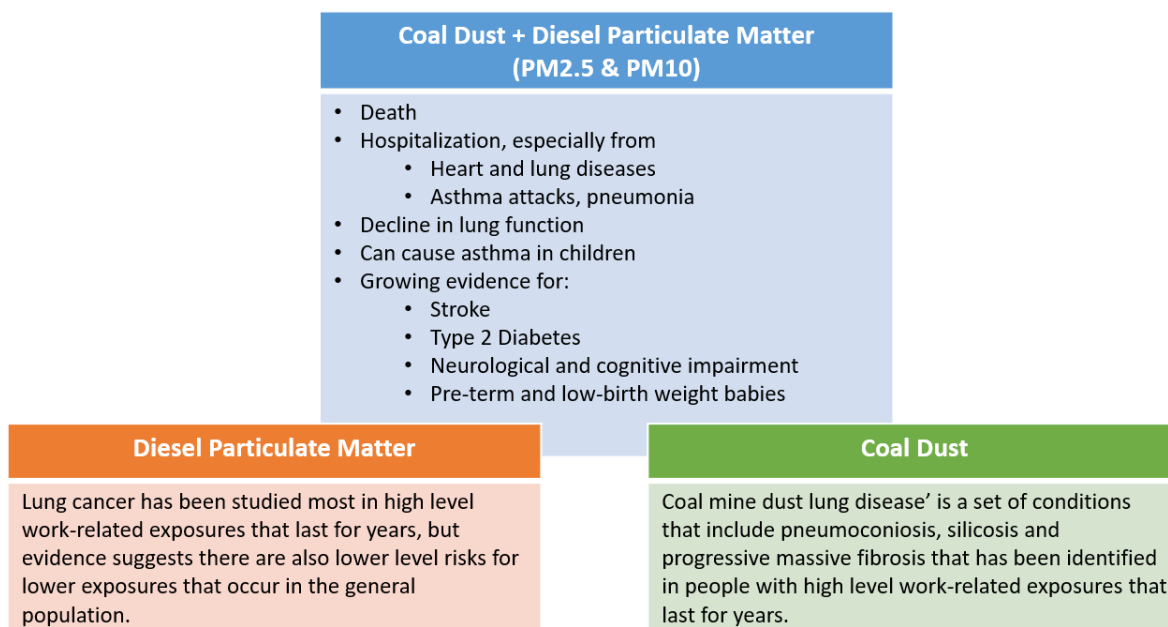 Coal Dust + Diesel Particulate Matter
(PM2.5 & PM10)
• Death
• Hospitalization, especially from
• Heart and lung diseases
• Asthma attacks, pneumonia
• Decline in lung function
• Can cause asthma in children
• Growing evidence for:
• Stroke
• Type 2 Diabetes
• Neurological and cognitive impairment
• Pre-term and low-birth weight babies
Diesel Particulate Matter
Lung cancer has been studied most in high level
work-related exposures that last for years, but
evidence suggests there are also lower level risks for
lower exposures that occur in the general
population.
Coal Dust
Coal mine dust lung disease’ is a set of conditions
that include pneumoconiosis, silicosis and
progressive massive fibrosis that has been identified
in people with high level work-related exposures that
last for years.